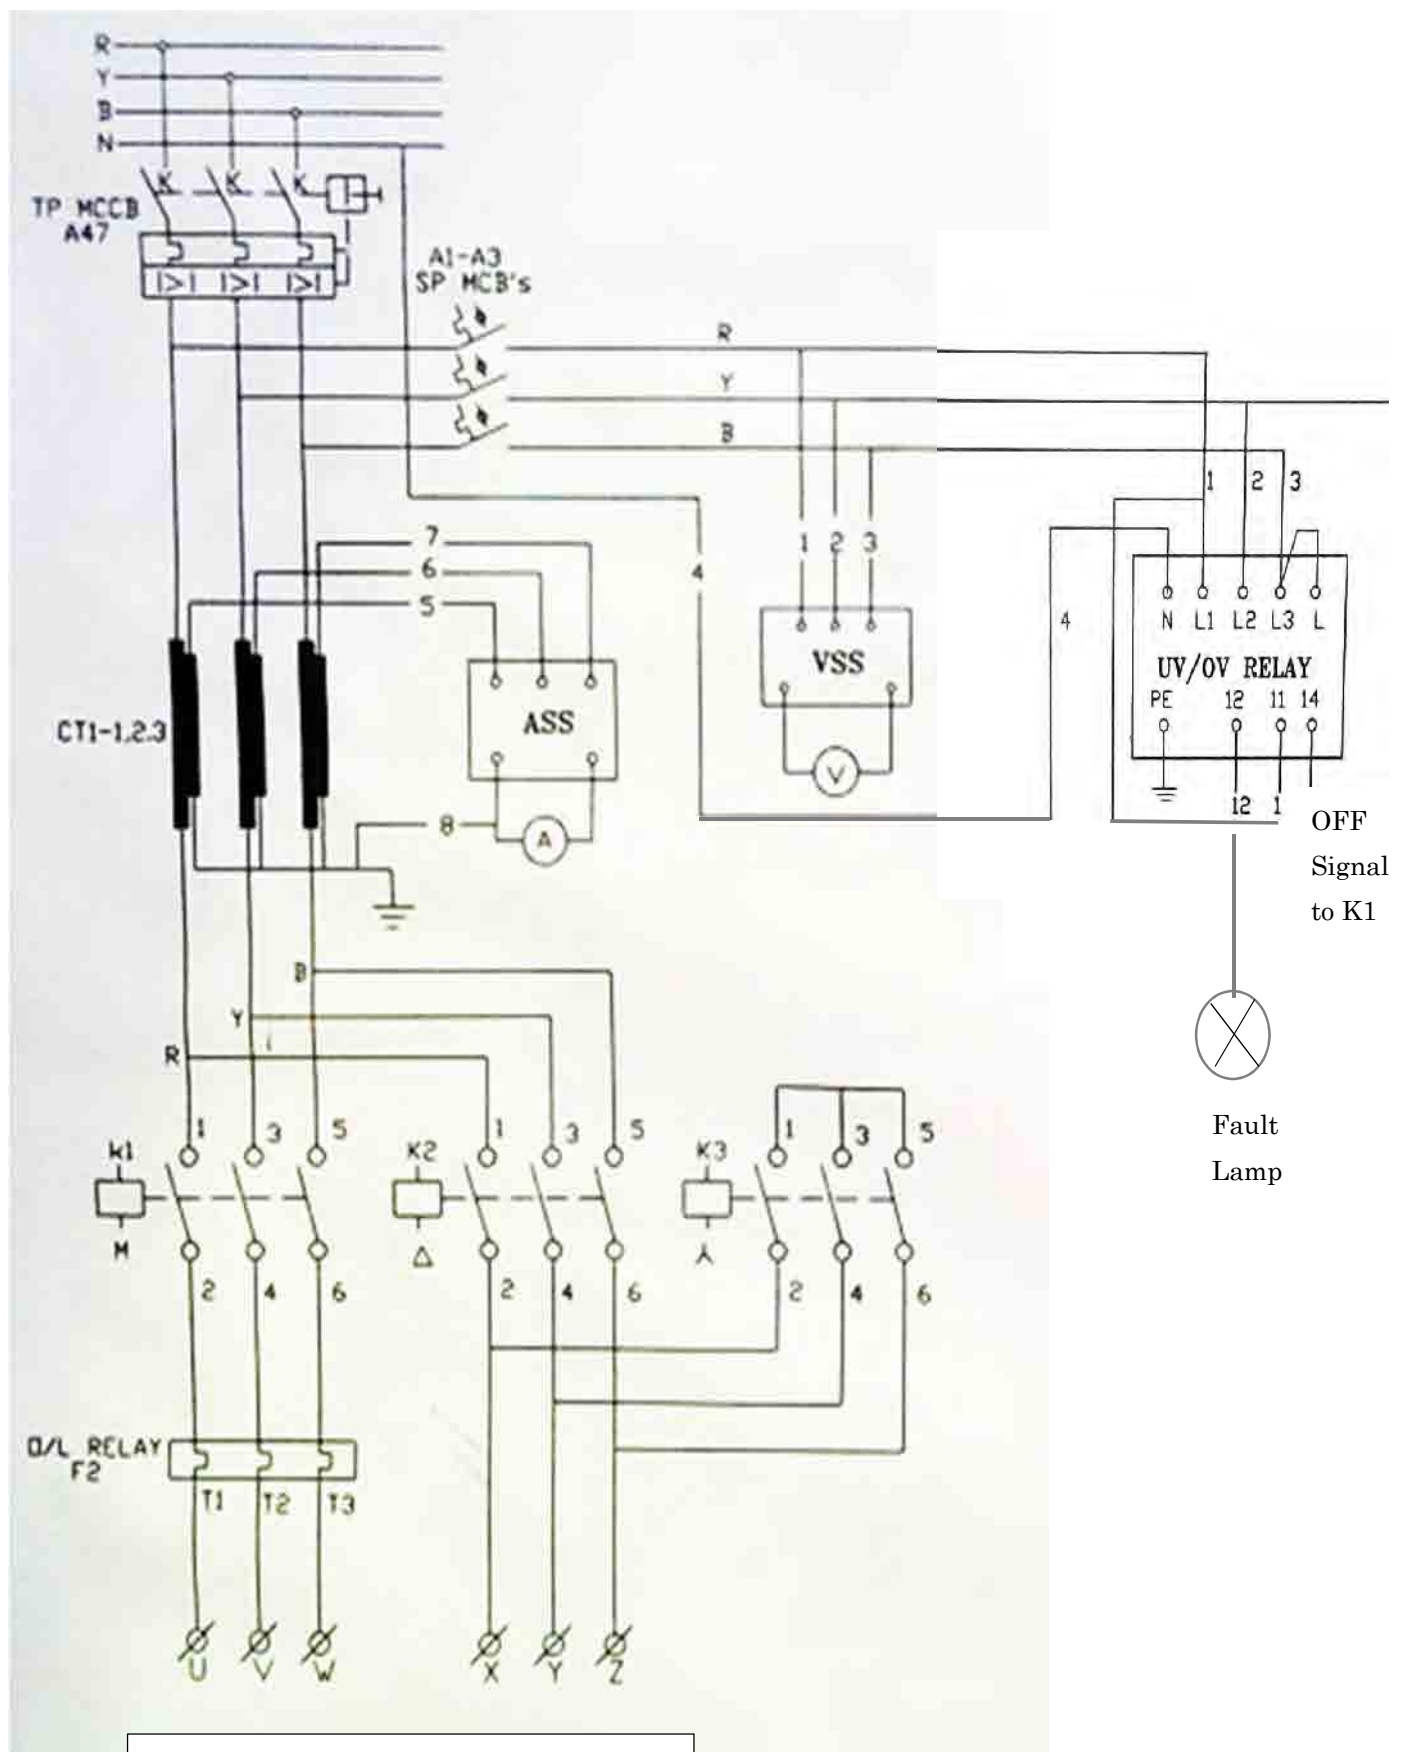 R
Y
B
N
TP MCCB
A47
K K K
I>I I>I I>I
A1-A3
SP MCB's
R
Y
B
1 2 3
7
6
5
4
1 2 3
4
N L1 L2 L3 L
UV/OV RELAY
PE 12 11 14
12 1
VSS
V
ASS
A
8
CT1-1,2,3
OFF
Signal
to K1
Fault
Lamp
B
Y
R
k1
M
1 3 5
2 4 6
K2
Δ
1 3 5
2 4 6
K3
1 3 5
2 4 6
O/L RELAY
F2
T1 T2 T3
U V W
X Y Z